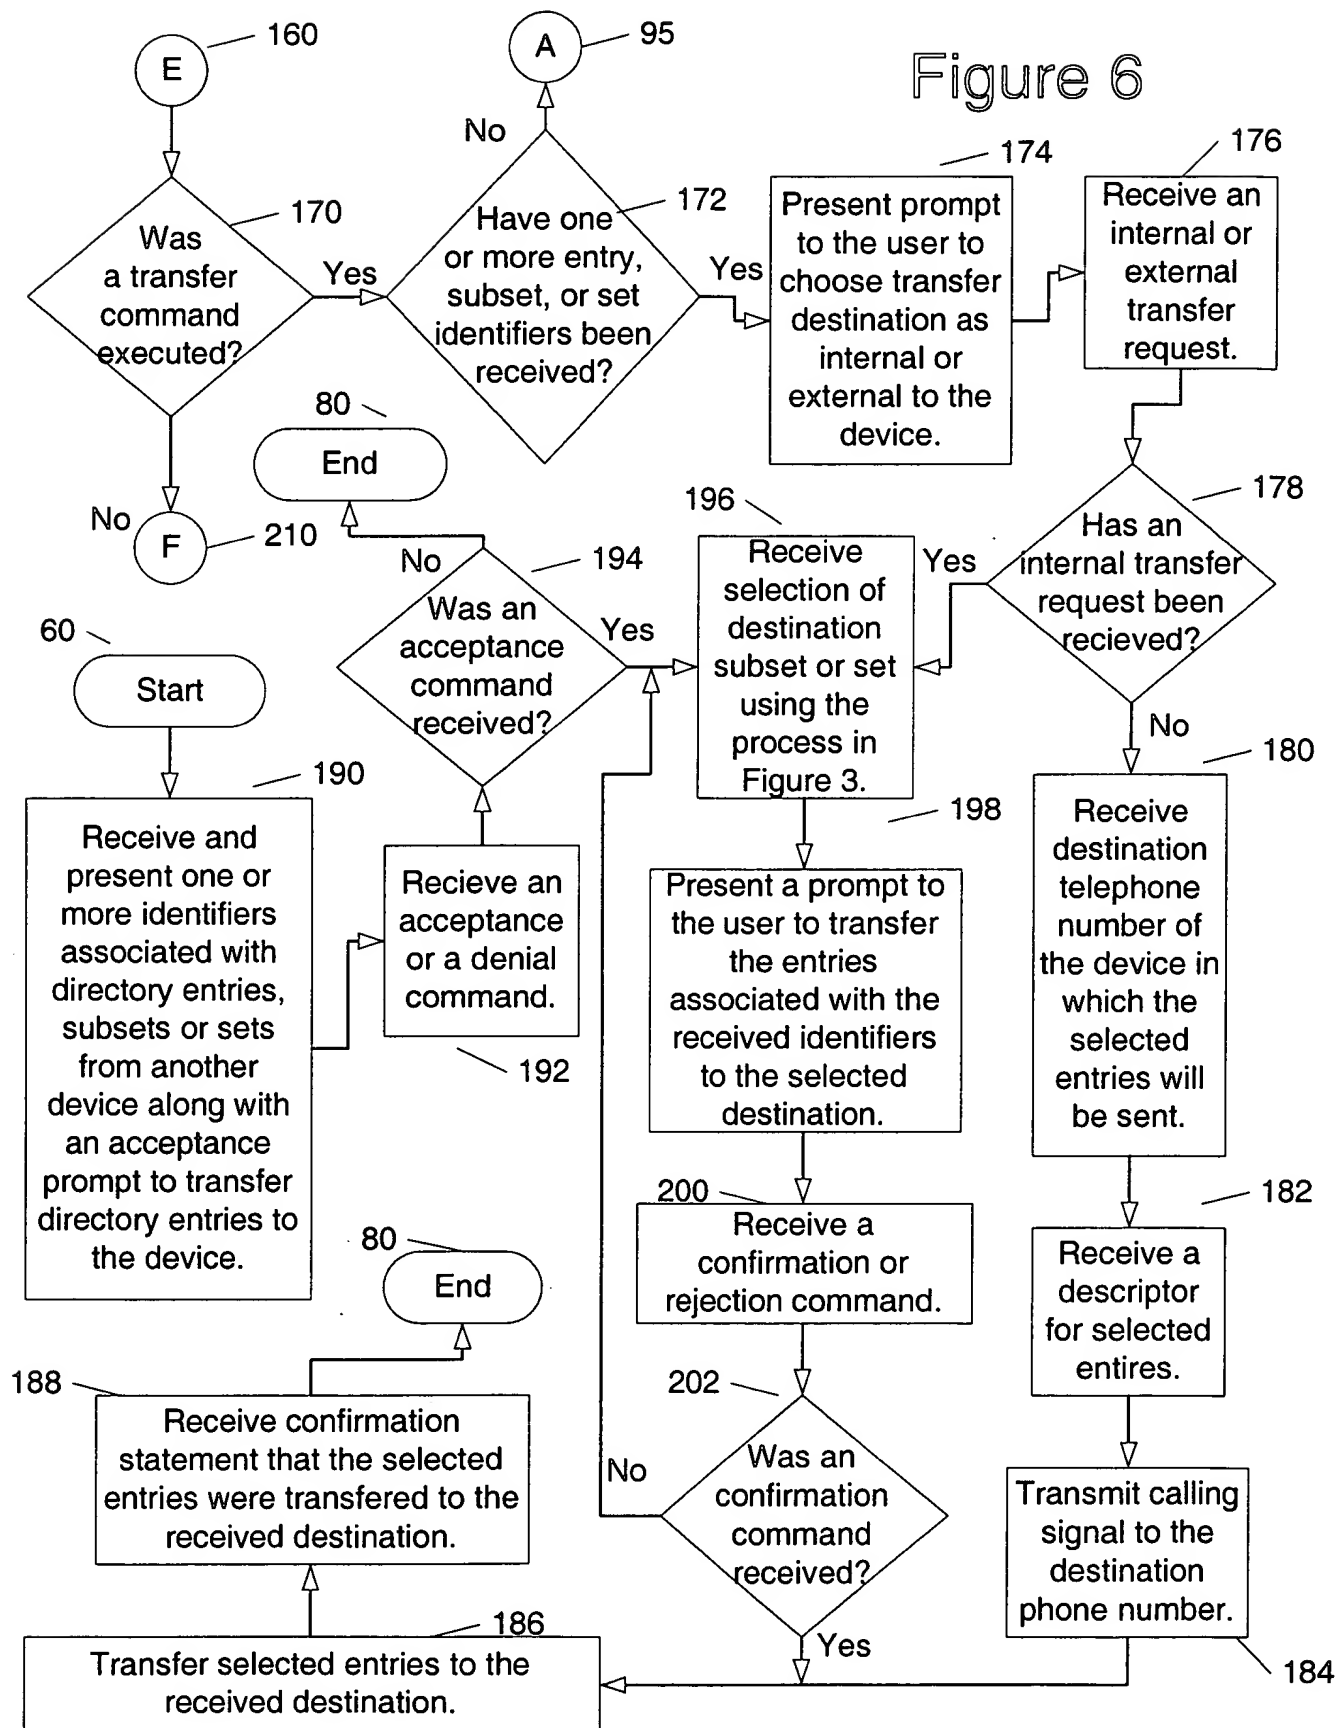 Figure 6
E
160
A
95
No
Was
a transfer
command
executed?
170
Yes
No
F
210
Have one
or more entry,
subset, or set
identifiers been
received?
172
Yes
174
Present prompt
to the user to
choose transfer
destination as
internal or
external to the
device.
176
Receive an
internal or
external
transfer
request.
178
Has an
internal transfer
request been
recieved?
Yes
No
80
End
No
194
Was an
acceptance
command
received?
Yes
196
Receive
selection of
destination
subset or set
using the
process in
Figure 3.
60
Start
190
Receive and
present one or
more identifiers
associated with
directory entries,
subsets or sets
from another
device along with
an acceptance
prompt to transfer
directory entries to
the device.
Recieve an
acceptance
or a denial
command.
192
198
Present a prompt to
the user to transfer
the entries
associated with the
received identifiers
to the selected
destination.
180
Receive
destination
telephone
number of
the device in
which the
selected
entries will
be sent.
200
Receive a
confirmation or
rejection command.
182
Receive a
descriptor
for selected
entires.
80
End
188
Receive confirmation
statement that the selected
entries were transfered to the
received destination.
202
Was an
confirmation
command
received?
No
Yes
Transmit calling
signal to the
destination
phone number.
184
186
Transfer selected entries to the
received destination.